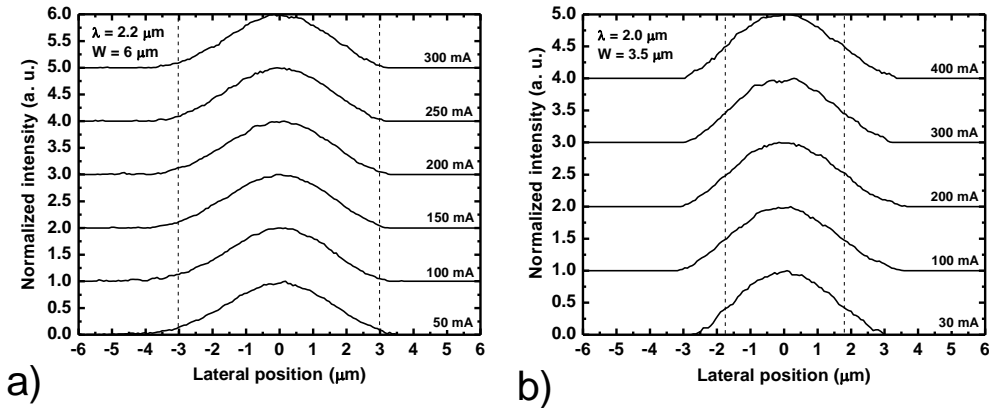 λ = 2.2 μm
W = 6 μm
300 mA
250 mA
200 mA
150 mA
100 mA
50 mA
6.0
5.5
5.0
4.5
4.0
3.5
3.0
2.5
2.0
1.5
1.0
0.5
0.0
Normalized intensity (a. u.)
-6 -5 -4 -3 -2 -1 0 1 2 3 4 5 6
Lateral position (μm)
a)
λ = 2.0 μm
W = 3.5 μm
400 mA
300 mA
200 mA
100 mA
30 mA
5.0
4.5
4.0
3.5
3.0
2.5
2.0
1.5
1.0
0.5
0.0
Normalized intensity (a. u.)
-6 -5 -4 -3 -2 -1 0 1 2 3 4 5 6
Lateral position (μm)
b)